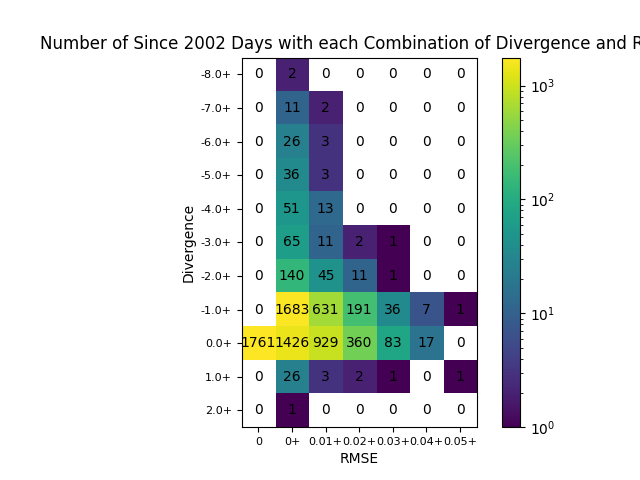 Number of Since 2002 Days with each Combination of Divergence and R
-8.0+ 0 2 0 0 0 0 0
-7.0+ 0 11 2 0 0 0 0
-6.0+ 0 26 3 0 0 0 0
-5.0+ 0 36 3 0 0 0 0
-4.0+ 0 51 13 0 0 0 0
-3.0+ 0 65 11 2 1 0 0
-2.0+ 0 140 45 11 1 0 0
-1.0+ 0 1683 631 191 36 7 1
0.0+ 1761 1426 929 360 83 17 0
1.0+ 0 26 3 2 1 0 1
2.0+ 0 1 0 0 0 0 0
0 0+ 0.01+ 0.02+ 0.03+ 0.04+ 0.05+
RMSE
Divergence
10³
10²
10¹
10⁰